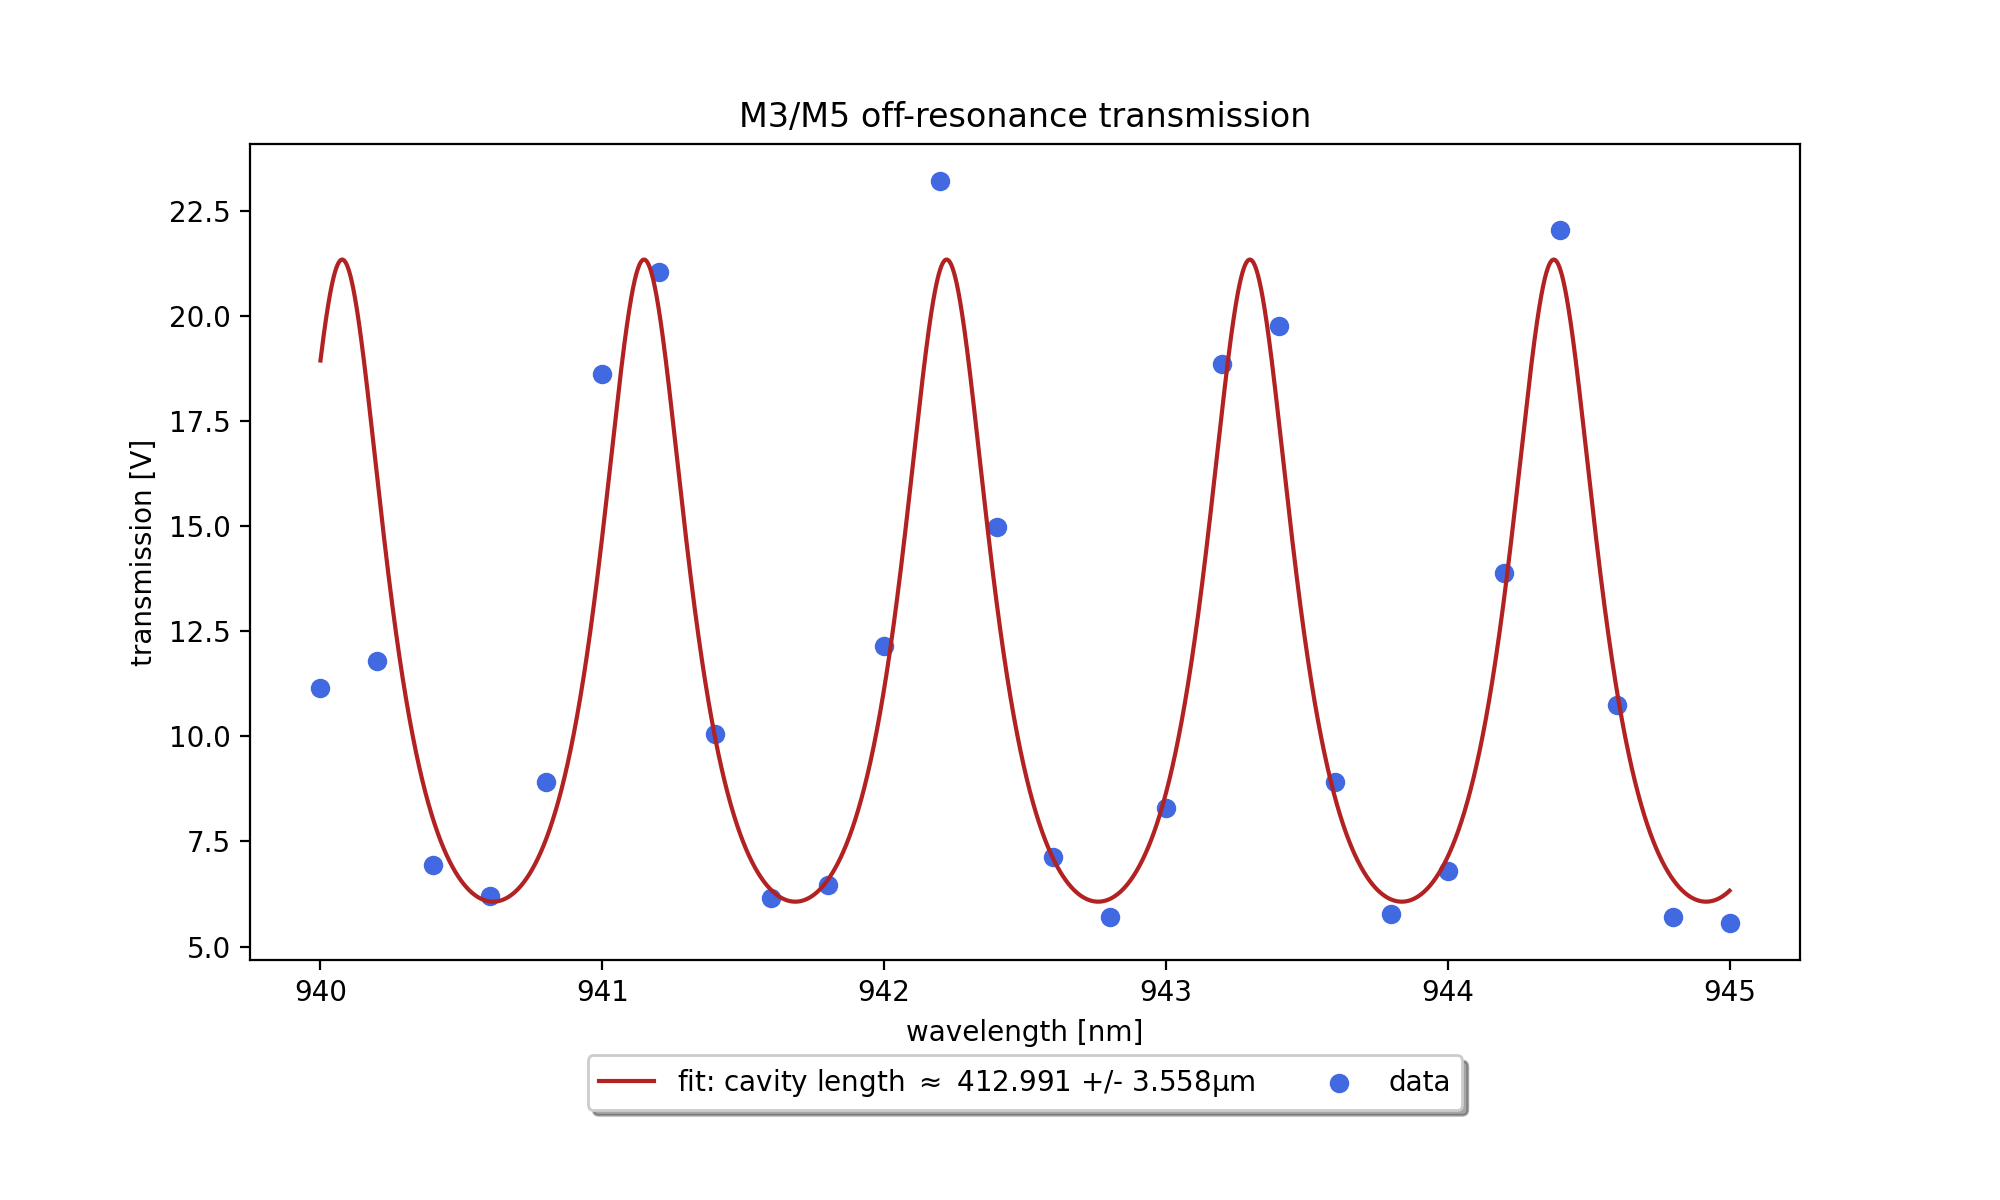 M3/M5 off-resonance transmission
transmission [V]
22.5
20.0
17.5
15.0
12.5
10.0
7.5
5.0
940 941 942 943 944 945
wavelength [nm]
fit: cavity length ≈ 412.991 +/- 3.558μm data